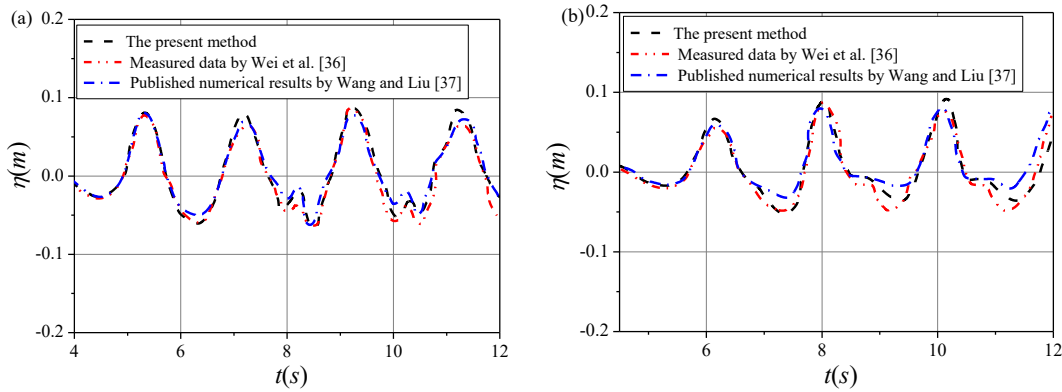 (a)
The present method
Measured data by Wei et al. [36]
Published numerical results by Wang and Liu [37]
0.2
0.1
0.0
-0.1
-0.2
η(m)
4 6 8 10 12
t(s)
(b)
The present method
Measured data by Wei et al. [36]
Published numerical results by Wang and Liu [37]
0.2
0.1
0.0
-0.1
-0.2
η(m)
6 8 10 12
t(s)